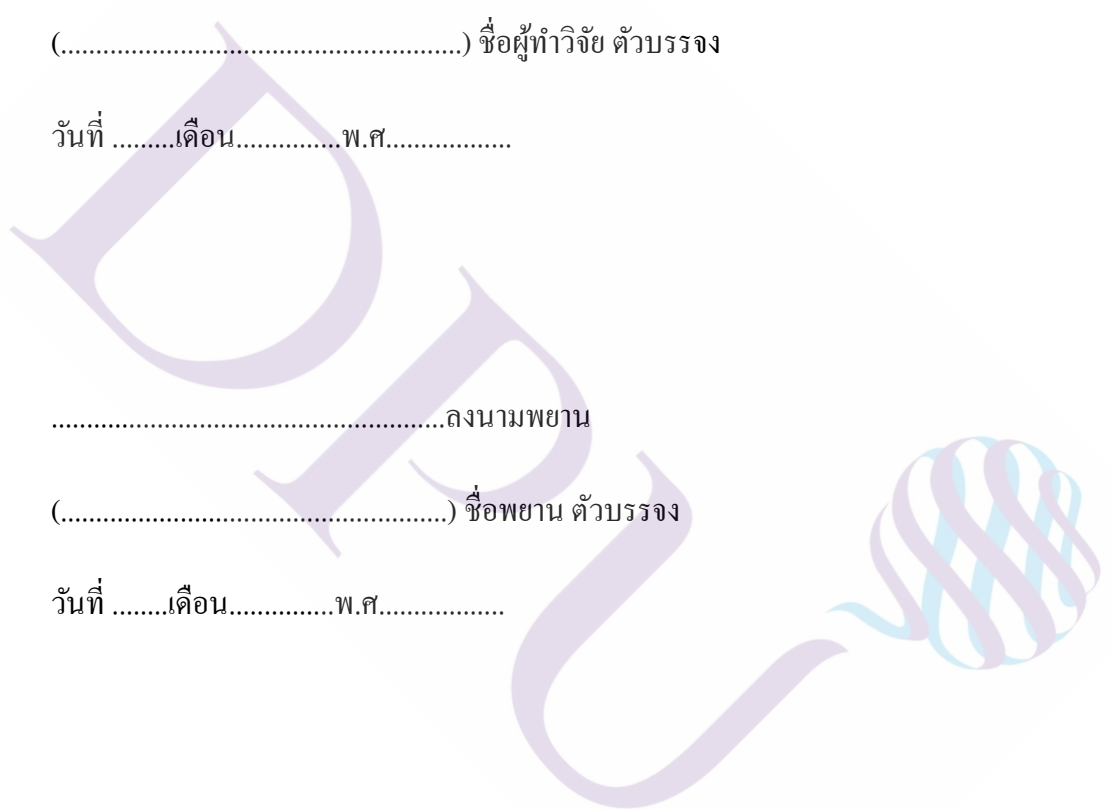 (.........................................................) ชื่อผู้ทำวิจัย ตัวบรรจง
วันที่ .........เดือน...............พ.ศ..................
........................................................ลงนามพยาน
(.......................................................) ชื่อพยาน ตัวบรรจง
วันที่ ........เดือน...............พ.ศ..................
DPU